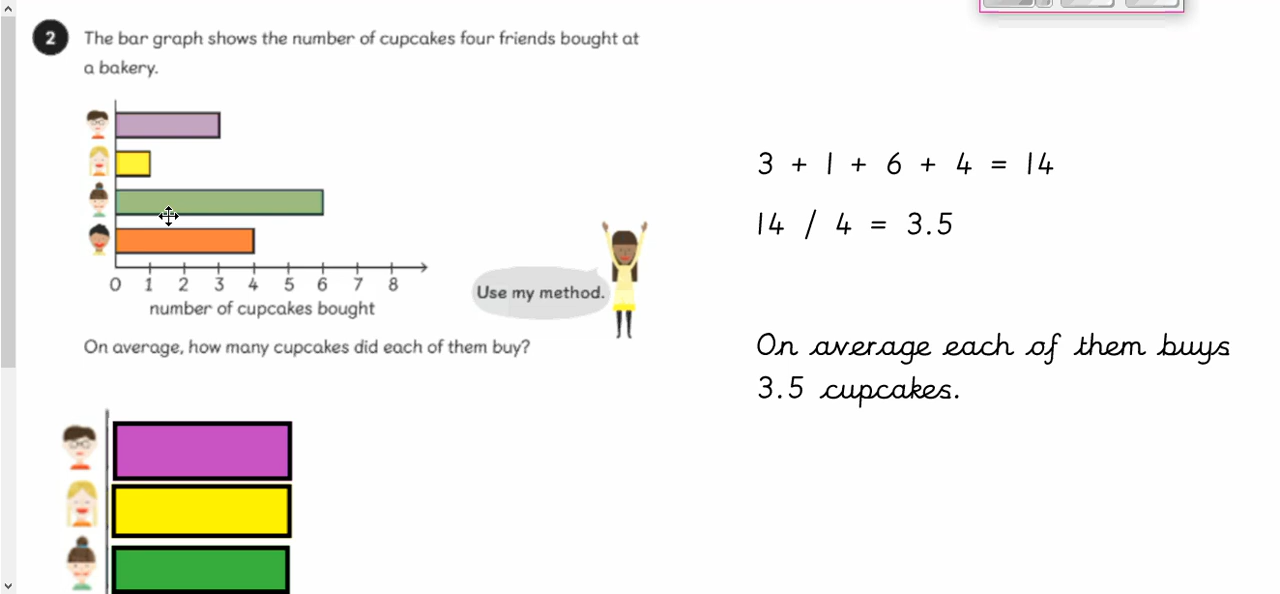 2 The bar graph shows the number of cupcakes four friends bought at
a bakery.
0 1 2 3 4 5 6 7 8
number of cupcakes bought
Use my method.
On average, how many cupcakes did each of them buy?
3 + 1 + 6 + 4 = 14
14 / 4 = 3.5
On average each of them buys
3.5 cupcakes.